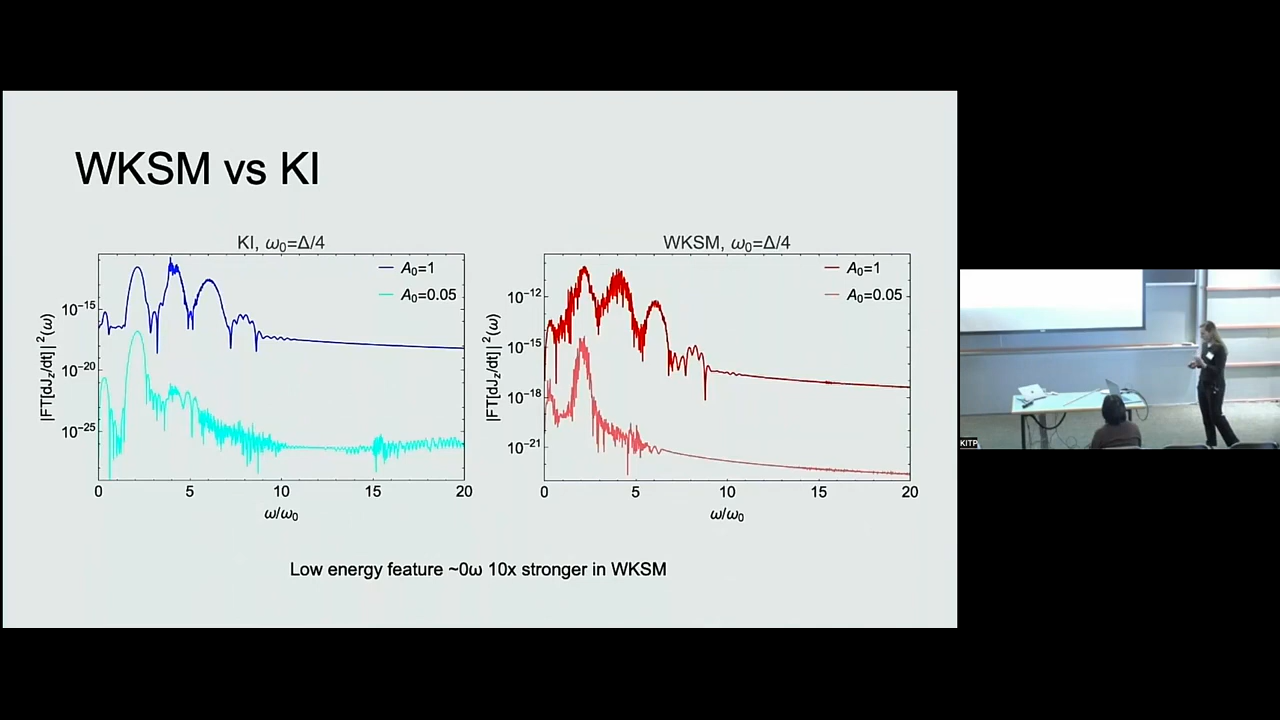 WKSM vs KI
KI, ω₀=Δ/4
A₀=1
A₀=0.05
10⁻¹⁵
10⁻²⁰
10⁻²⁵
|FT[dJ_z/dt]|²(ω)
0 5 10 15 20
ω/ω₀
WKSM, ω₀=Δ/4
A₀=1
A₀=0.05
10⁻¹²
10⁻¹⁵
10⁻¹⁸
10⁻²¹
|FT[dJ_z/dt]|²(ω)
0 5 10 15 20
ω/ω₀
Low energy feature ~0ω 10x stronger in WKSM
KITP